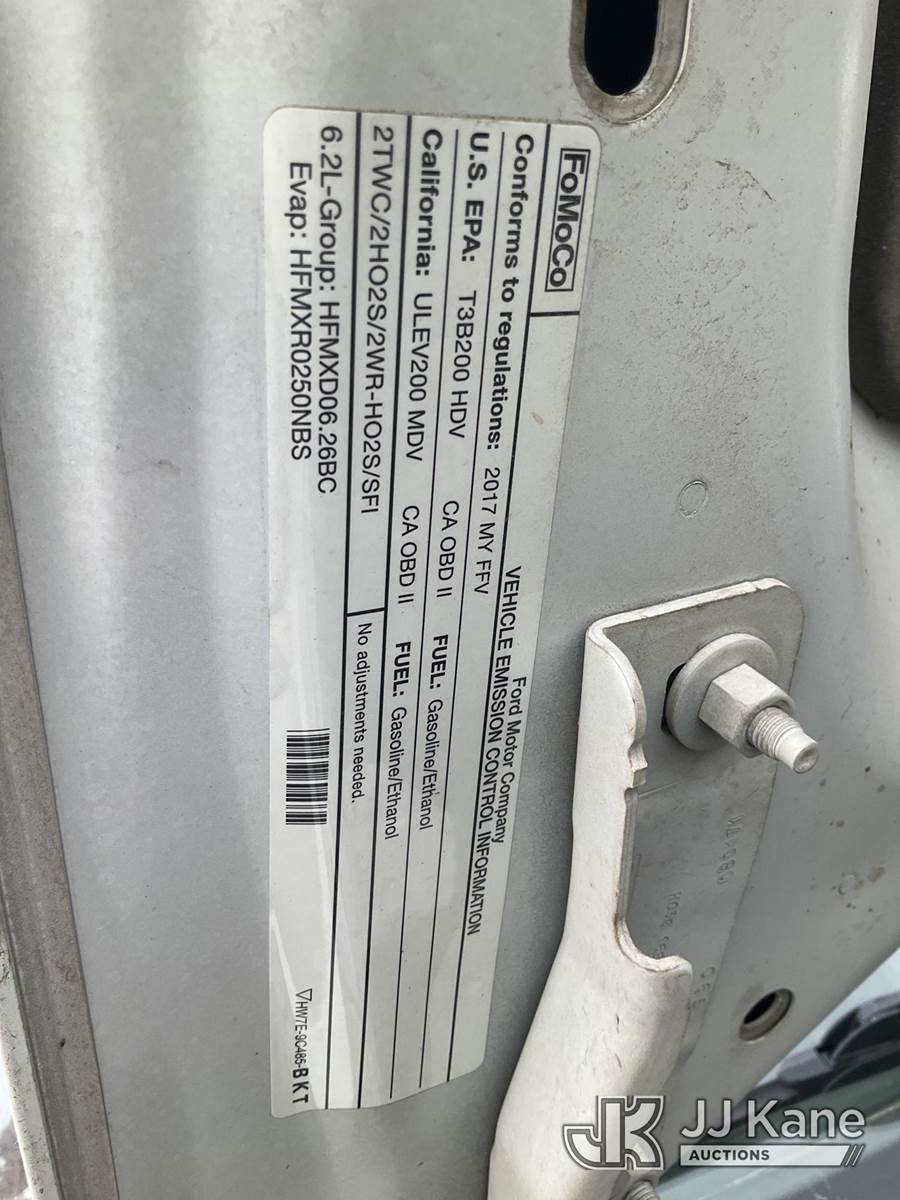 FoMoCo
Ford Motor Company
VEHICLE EMISSION CONTROL INFORMATION
Conforms to regulations: 2017 MY FFV
U.S. EPA: T3B200 HDV CA OBD II FUEL: Gasoline/Ethanol
California: ULEV200 MDV CA OBD II FUEL: Gasoline/Ethanol
2TWC/2HO2S/2WR-HO2S/SFI No adjustments needed.
6.2L-Group: HFMXD06.26BC
Evap: HFMXR0250NBS
HW7E-9C485-BKT
JK JJ Kane
AUCTIONS